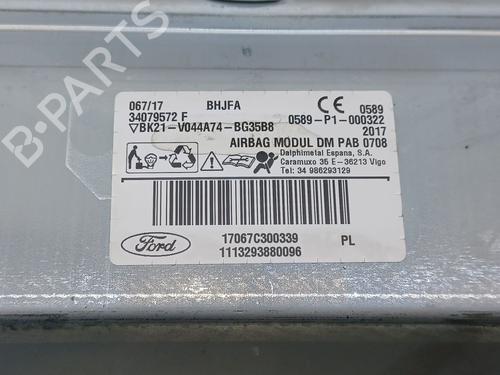 B-PARTS
067/17 BHJFA CE 0589
34079572 F 0589-P1-000322
▽BK21-V044A74-BG35B8 2017
AIRBAG MODUL DM PAB 0708
Delphimetal Espana, S.A.
Caramuxo 35 E-36213 Vigo
Tel: 34 986293129
Ford 17067C300339 PL
1113293880096